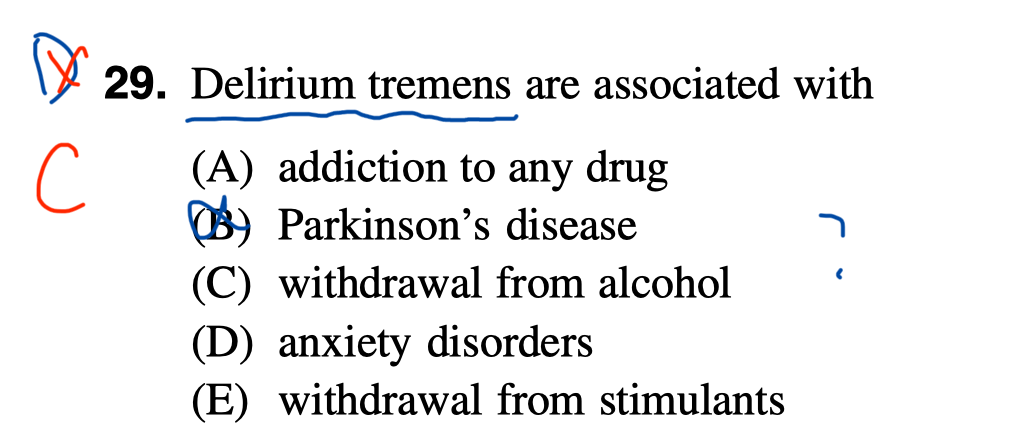 D 29. Delirium tremens are associated with
C
(A) addiction to any drug
(B) Parkinson's disease
(C) withdrawal from alcohol
(D) anxiety disorders
(E) withdrawal from stimulants